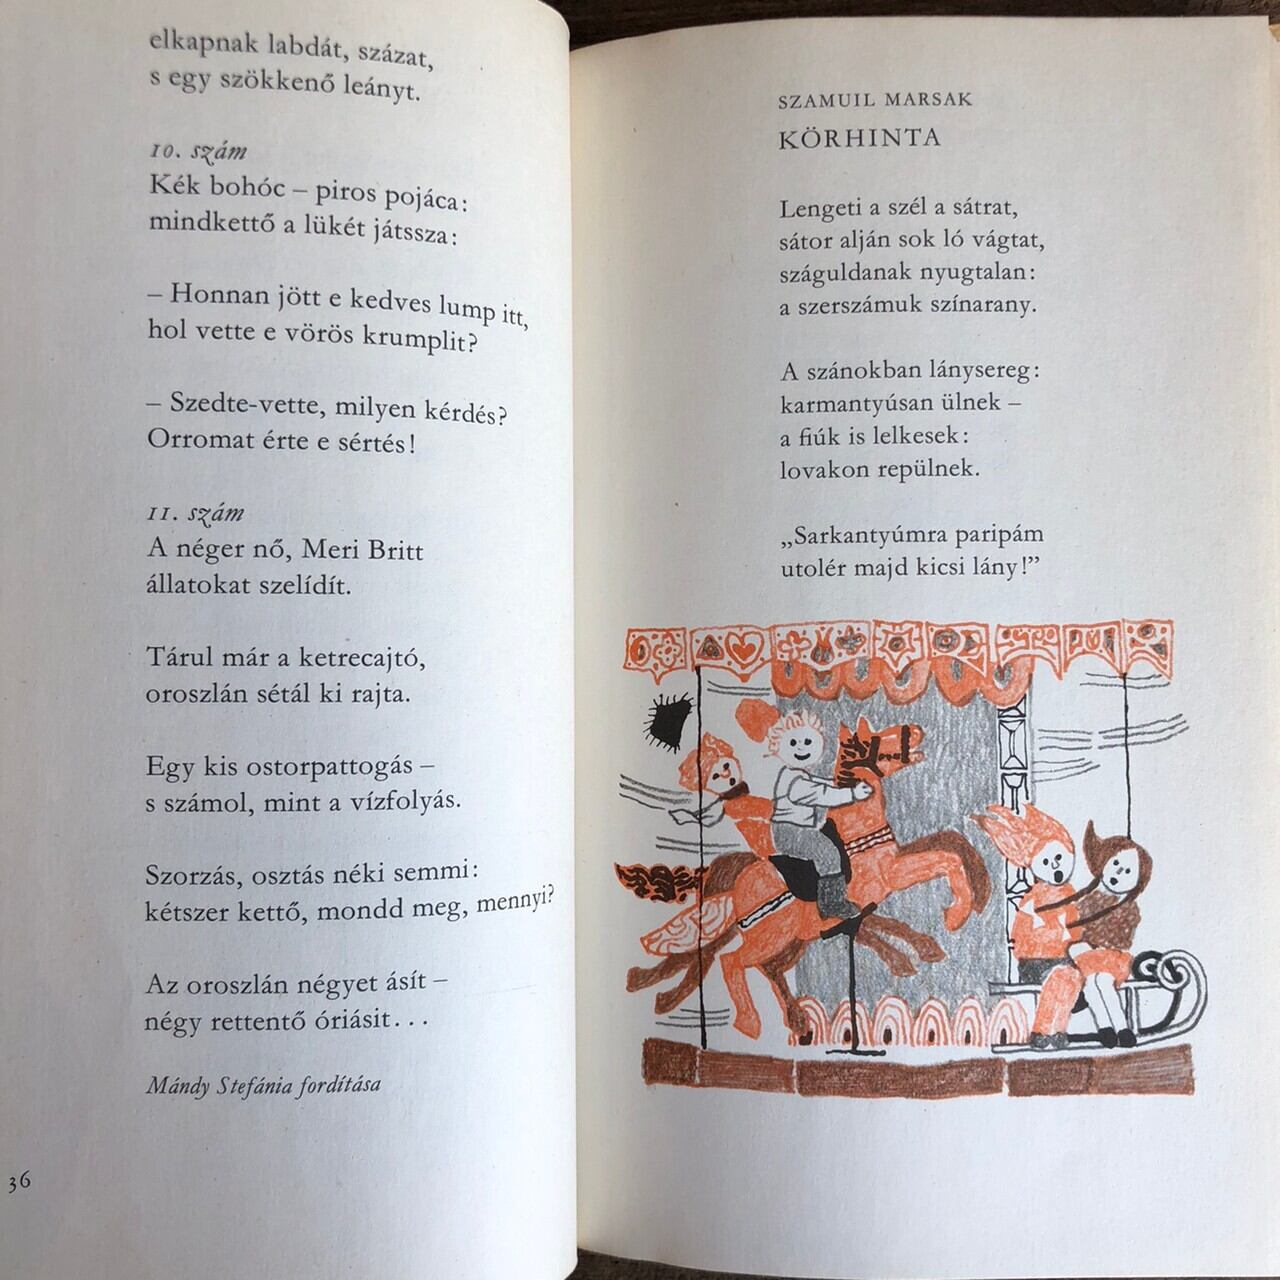 elkapnak labdát, százat,
s egy szökkenő leányt.
10. szám
Kék bohóc – piros pojáca:
mindkettő a lükét játssza:
– Honnan jött e kedves lump itt,
hol vette e vörös krumplit?
– Szedte-vette, milyen kérdés?
Orromat érte e sértés!
11. szám
A néger nő, Meri Britt
állatokat szelídít.
Tárul már a ketrecajtó,
oroszlán sétál ki rajta.
Egy kis ostorpattogás –
s számol, mint a vízfolyás.
Szorzás, osztás néki semmi:
kétszer kettő, mondd meg, mennyi?
Az oroszlán négyet ásít –
négy rettentő óriásit...
Mándy Stefánia fordítása
36
SZAMUIL MARSAK
KÖRHINTA
Lengeti a szél a sátrat,
sátor alján sok ló vágtat,
száguldanak nyugtalan:
a szerszámuk színarany.
A szánokban lánysereg:
karmantyúsan ülnek –
a fiúk is lelkesek:
lovakon repülnek.
„Sarkantyúmra paripám
utolér majd kicsi lány!”